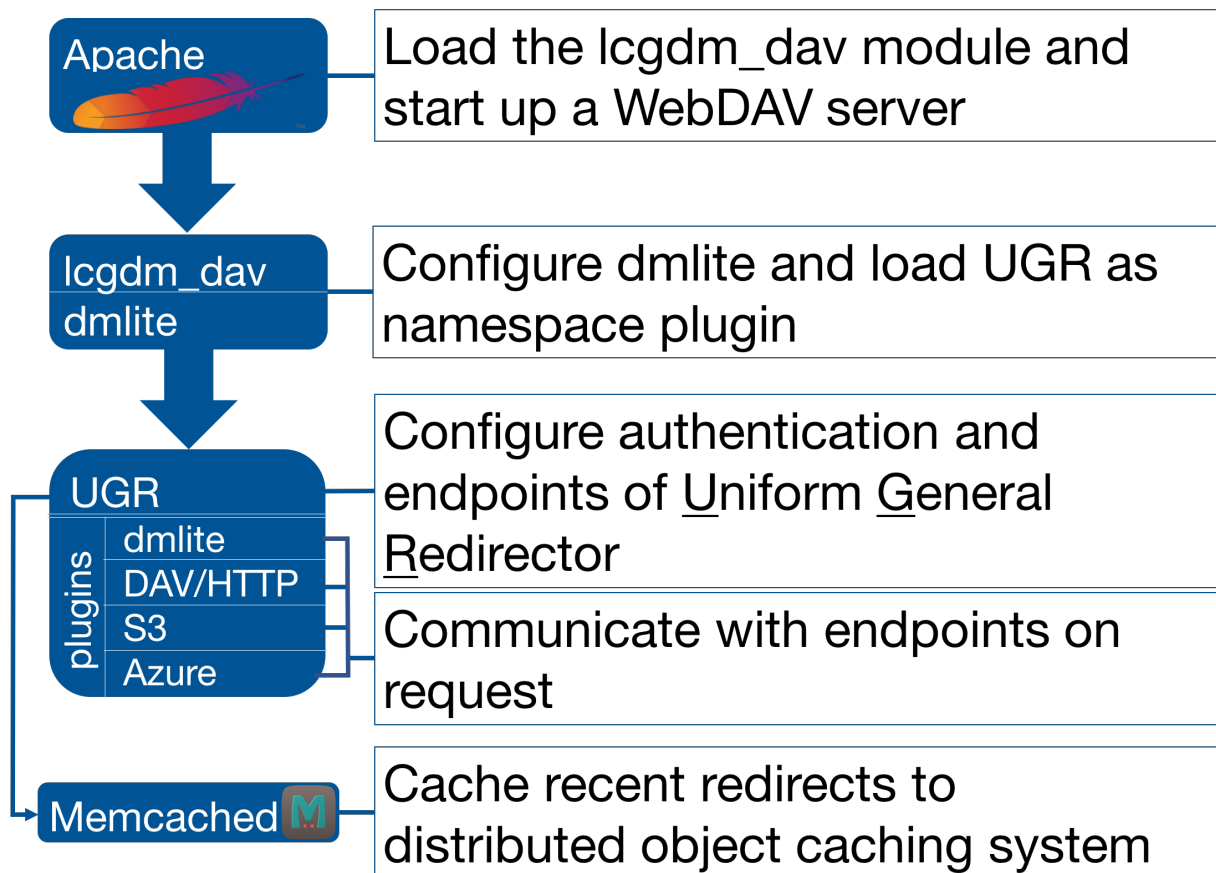 Apache
TM
Load the lcgdm_dav module and
start up a WebDAV server
lcgdm_dav
dmlite
Configure dmlite and load UGR as
namespace plugin
UGR
plugins
dmlite
DAV/HTTP
S3
Azure
Configure authentication and
endpoints of Uniform General
Redirector
Communicate with endpoints on
request
Memcached
Cache recent redirects to
distributed object caching system